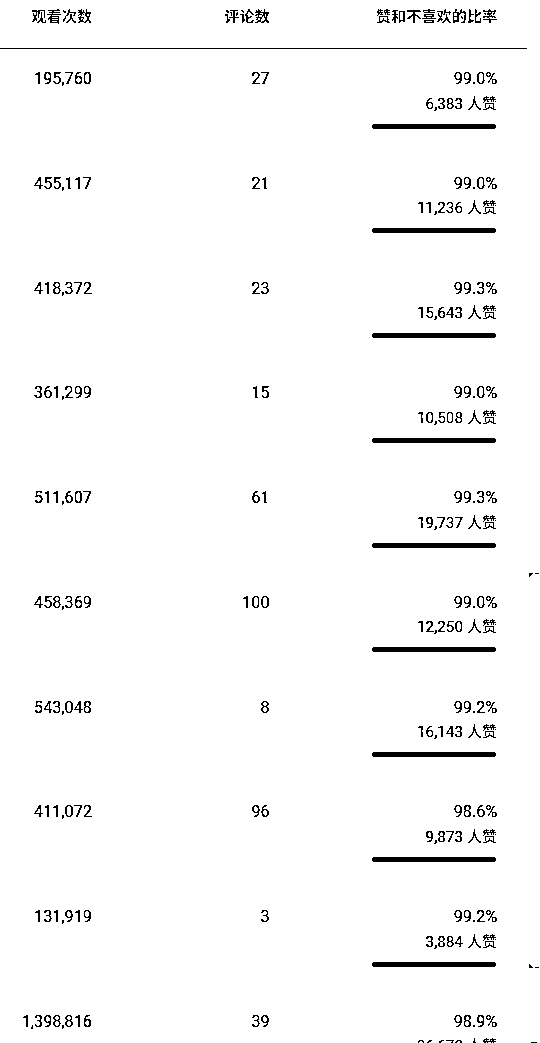 观看次数 评论数 赞和不喜欢的比率
195,760 27 99.0%
6,383 人赞
455,117 21 99.0%
11,236 人赞
418,372 23 99.3%
15,643 人赞
361,299 15 99.0%
10,508 人赞
511,607 61 99.3%
19,737 人赞
458,369 100 99.0%
12,250 人赞
543,048 8 99.2%
16,143 人赞
411,072 96 98.6%
9,873 人赞
131,919 3 99.2%
3,884 人赞
1,398,816 39 98.9%
人赞